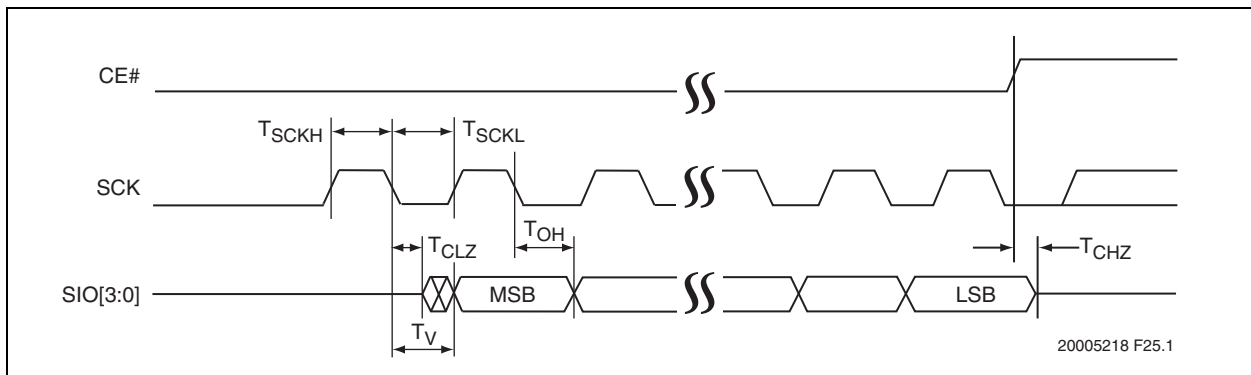 CE#
TSCKH
TSCKL
SCK
TOH
TCLZ
TCHZ
SIO[3:0]
MSB
LSB
TV
20005218 F25.1